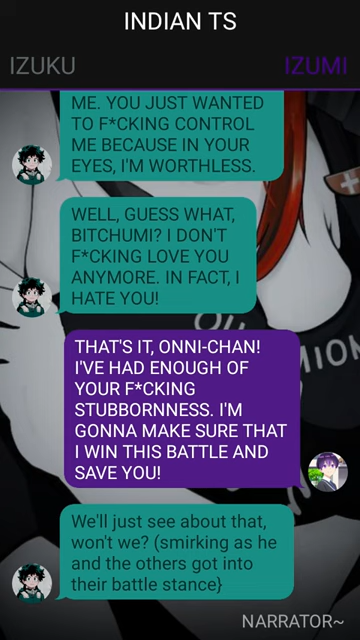 INDIAN TS
IZUKU
IZUMI
ME. YOU JUST WANTED
TO F*CKING CONTROL
ME BECAUSE IN YOUR
EYES, I'M WORTHLESS.
WELL, GUESS WHAT,
BITCHUMI? I DON'T
F*CKING LOVE YOU
ANYMORE. IN FACT, I
HATE YOU!
THAT'S IT, ONNI-CHAN!
I'VE HAD ENOUGH OF
YOUR F*CKING
STUBBORNNESS. I'M
GONNA MAKE SURE THAT
I WIN THIS BATTLE AND
SAVE YOU!
We'll just see about that,
won't we? (smirking as he
and the others got into
their battle stance}
NARRATOR~